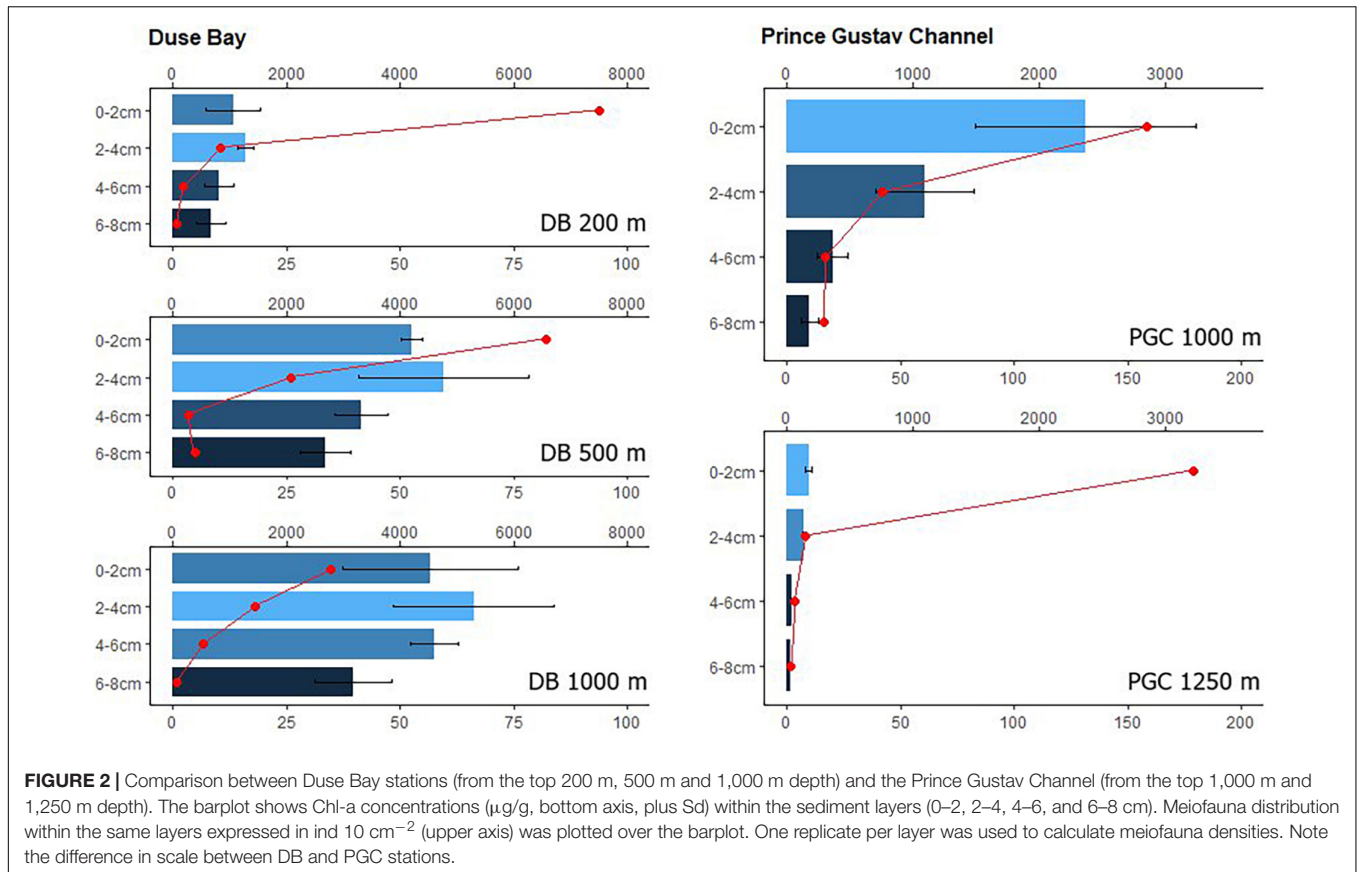 Duse Bay
0 2000 4000 6000 8000
0-2cm
2-4cm
4-6cm
6-8cm
DB 200 m
0 25 50 75 100
0 2000 4000 6000 8000
0-2cm
2-4cm
4-6cm
6-8cm
DB 500 m
0 25 50 75 100
0 2000 4000 6000 8000
0-2cm
2-4cm
4-6cm
6-8cm
DB 1000 m
0 25 50 75 100
Prince Gustav Channel
0 1000 2000 3000
0-2cm
2-4cm
4-6cm
6-8cm
PGC 1000 m
0 50 100 150 200
0 1000 2000 3000
0-2cm
2-4cm
4-6cm
6-8cm
PGC 1250 m
0 50 100 150 200
FIGURE 2 | Comparison between Duse Bay stations (from the top 200 m, 500 m and 1,000 m depth) and the Prince Gustav Channel (from the top 1,000 m and
1,250 m depth). The barplot shows Chl-a concentrations (μg/g, bottom axis, plus Sd) within the sediment layers (0–2, 2–4, 4–6, and 6–8 cm). Meiofauna distribution
within the same layers expressed in ind 10 cm⁻² (upper axis) was plotted over the barplot. One replicate per layer was used to calculate meiofauna densities. Note
the difference in scale between DB and PGC stations.